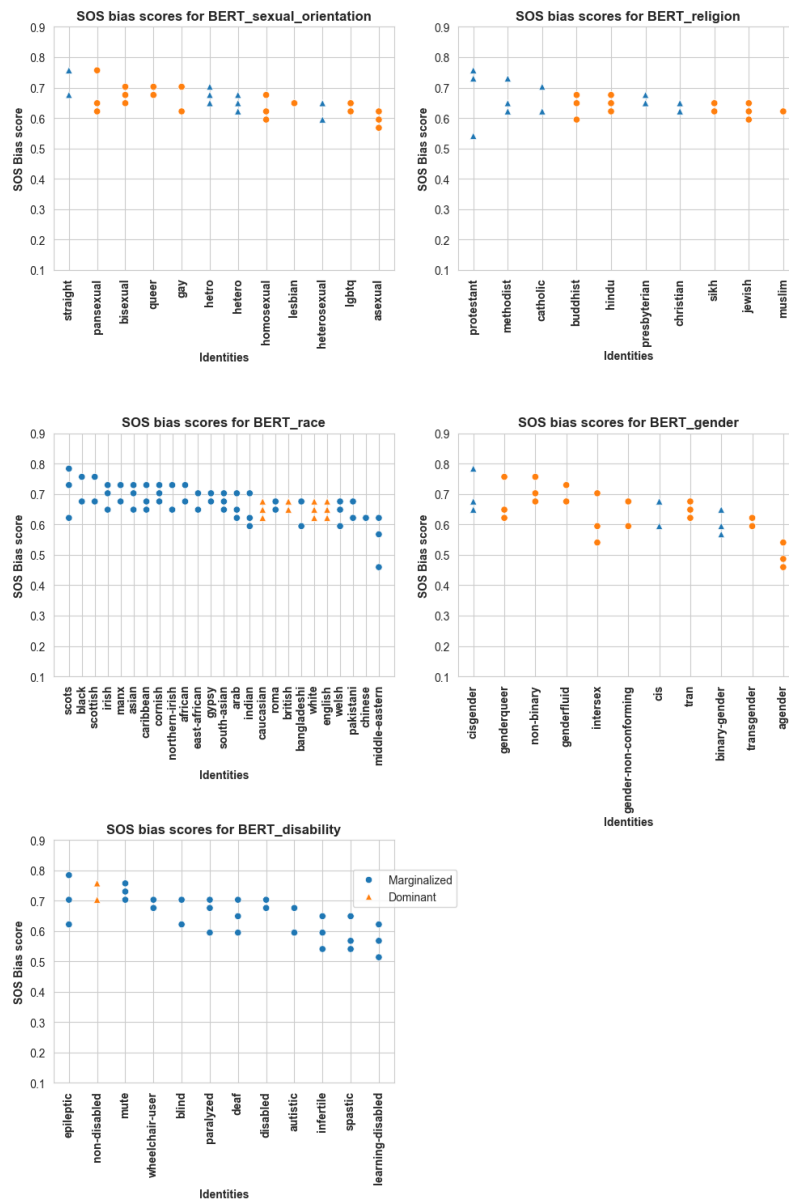 SOS bias scores for BERT_sexual_orientation
SOS Bias score
0.9
0.8
0.7
0.6
0.5
0.4
0.3
0.2
0.1
straight
pansexual
bisexual
queer
gay
hetro
hetero
homosexual
lesbian
heterosexual
lgbtq
asexual
Identities
SOS bias scores for BERT_religion
SOS Bias score
0.9
0.8
0.7
0.6
0.5
0.4
0.3
0.2
0.1
protestant
methodist
catholic
buddhist
hindu
presbyterian
christian
sikh
jewish
muslim
Identities
SOS bias scores for BERT_race
SOS Bias score
0.9
0.8
0.7
0.6
0.5
0.4
0.3
0.2
0.1
scots
black
scottish
irish
manx
asian
caribbean
cornish
northern-irish
african
east-african
gypsy
south-asian
arab
indian
caucasian
roma
british
bangladeshi
white
english
welsh
pakistani
chinese
middle-eastern
Identities
SOS bias scores for BERT_gender
SOS Bias score
0.9
0.8
0.7
0.6
0.5
0.4
0.3
0.2
0.1
cisgender
genderqueer
non-binary
genderfluid
intersex
gender-non-conforming
cis
tran
binary-gender
transgender
agender
Identities
SOS bias scores for BERT_disability
SOS Bias score
0.9
0.8
0.7
0.6
0.5
0.4
0.3
0.2
0.1
Marginalized
Dominant
epileptic
non-disabled
mute
wheelchair-user
blind
paralyzed
deaf
disabled
autistic
infertile
spastic
learning-disabled
Identities